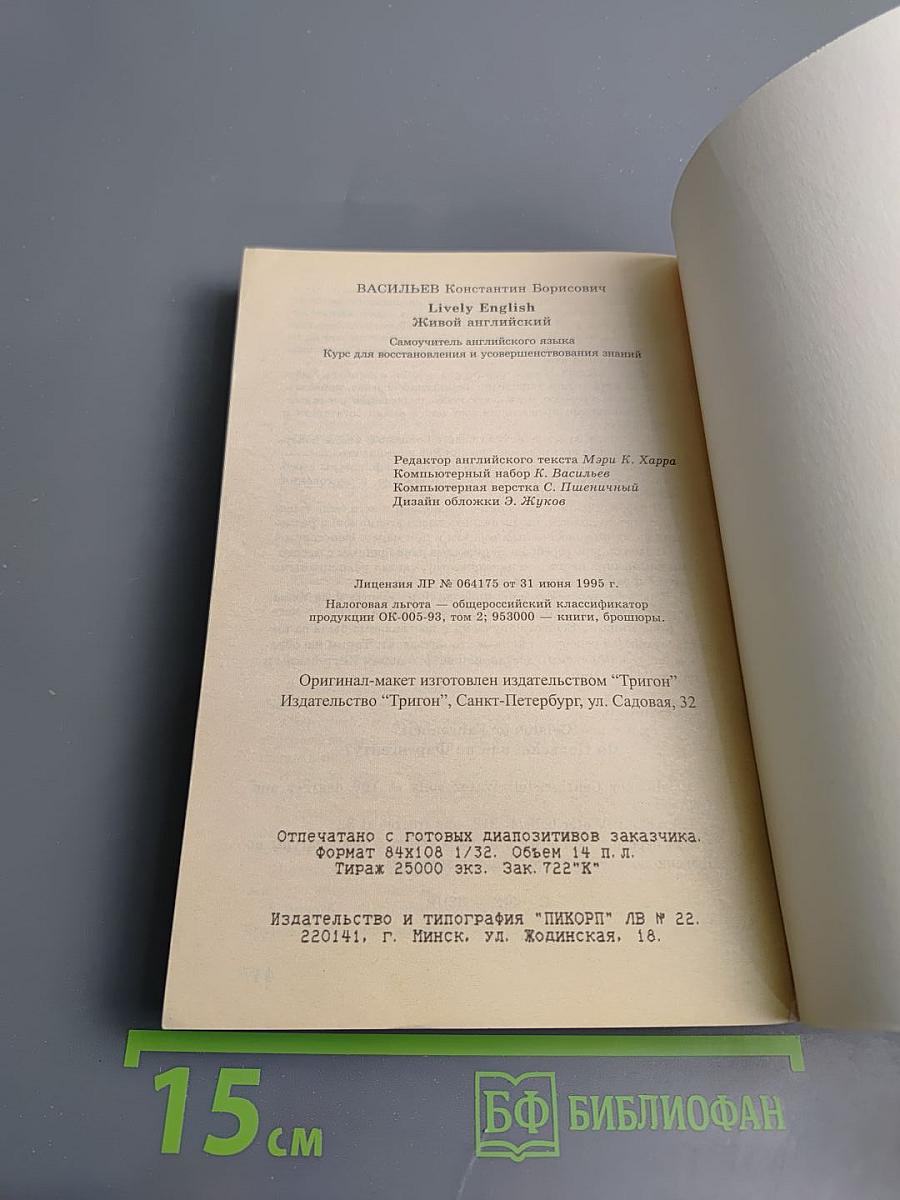 ВАСИЛЬЕВ Константин Борисович
Lively English
Живой английский
Самоучитель английского языка
Курс для восстановления и усовершенствования знаний
Редактор английского текста Мэри К. Харра
Компьютерный набор К. Васильев
Компьютерная верстка С. Пшеничный
Дизайн обложки Э. Жуков
Лицензия ЛР № 064175 от 31 июня 1995 г.
Налоговая льгота — общероссийский классификатор
продукции ОК-005-93, том 2; 953000 — книги, брошюры.
Оригинал-макет изготовлен издательством “Тригон”
Издательство “Тригон”, Санкт-Петербург, ул. Садовая, 32
Отпечатано с готовых диапозитивов заказчика.
Формат 84х108 1/32. Объем 14 п.л.
Тираж 25000 экз. Зак. 722"К"
Издательство и типография "ПИКОРП" ЛВ № 22.
220141, г. Минск, ул. Жодинская, 18.
15 см
БФ БИБЛИОФАН